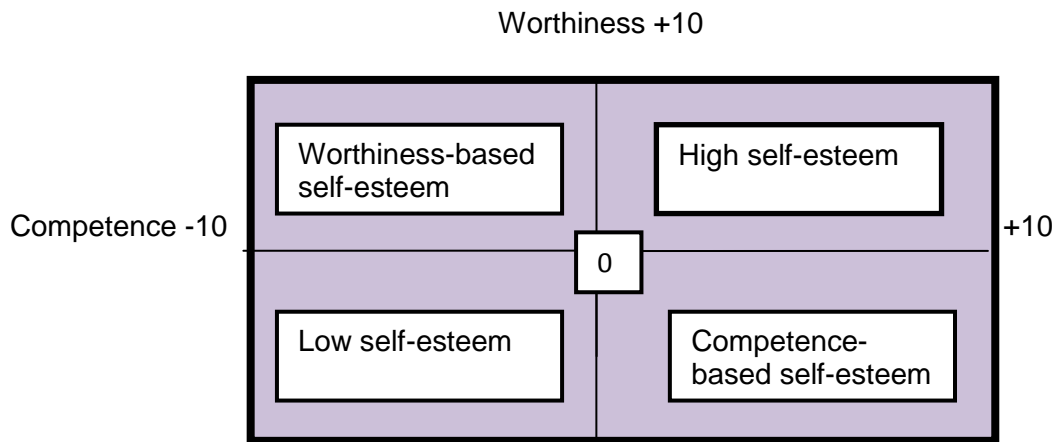 Worthiness +10
Worthiness-based
self-esteem
High self-esteem
Competence -10
+10
0
Low self-esteem
Competence-
based self-esteem